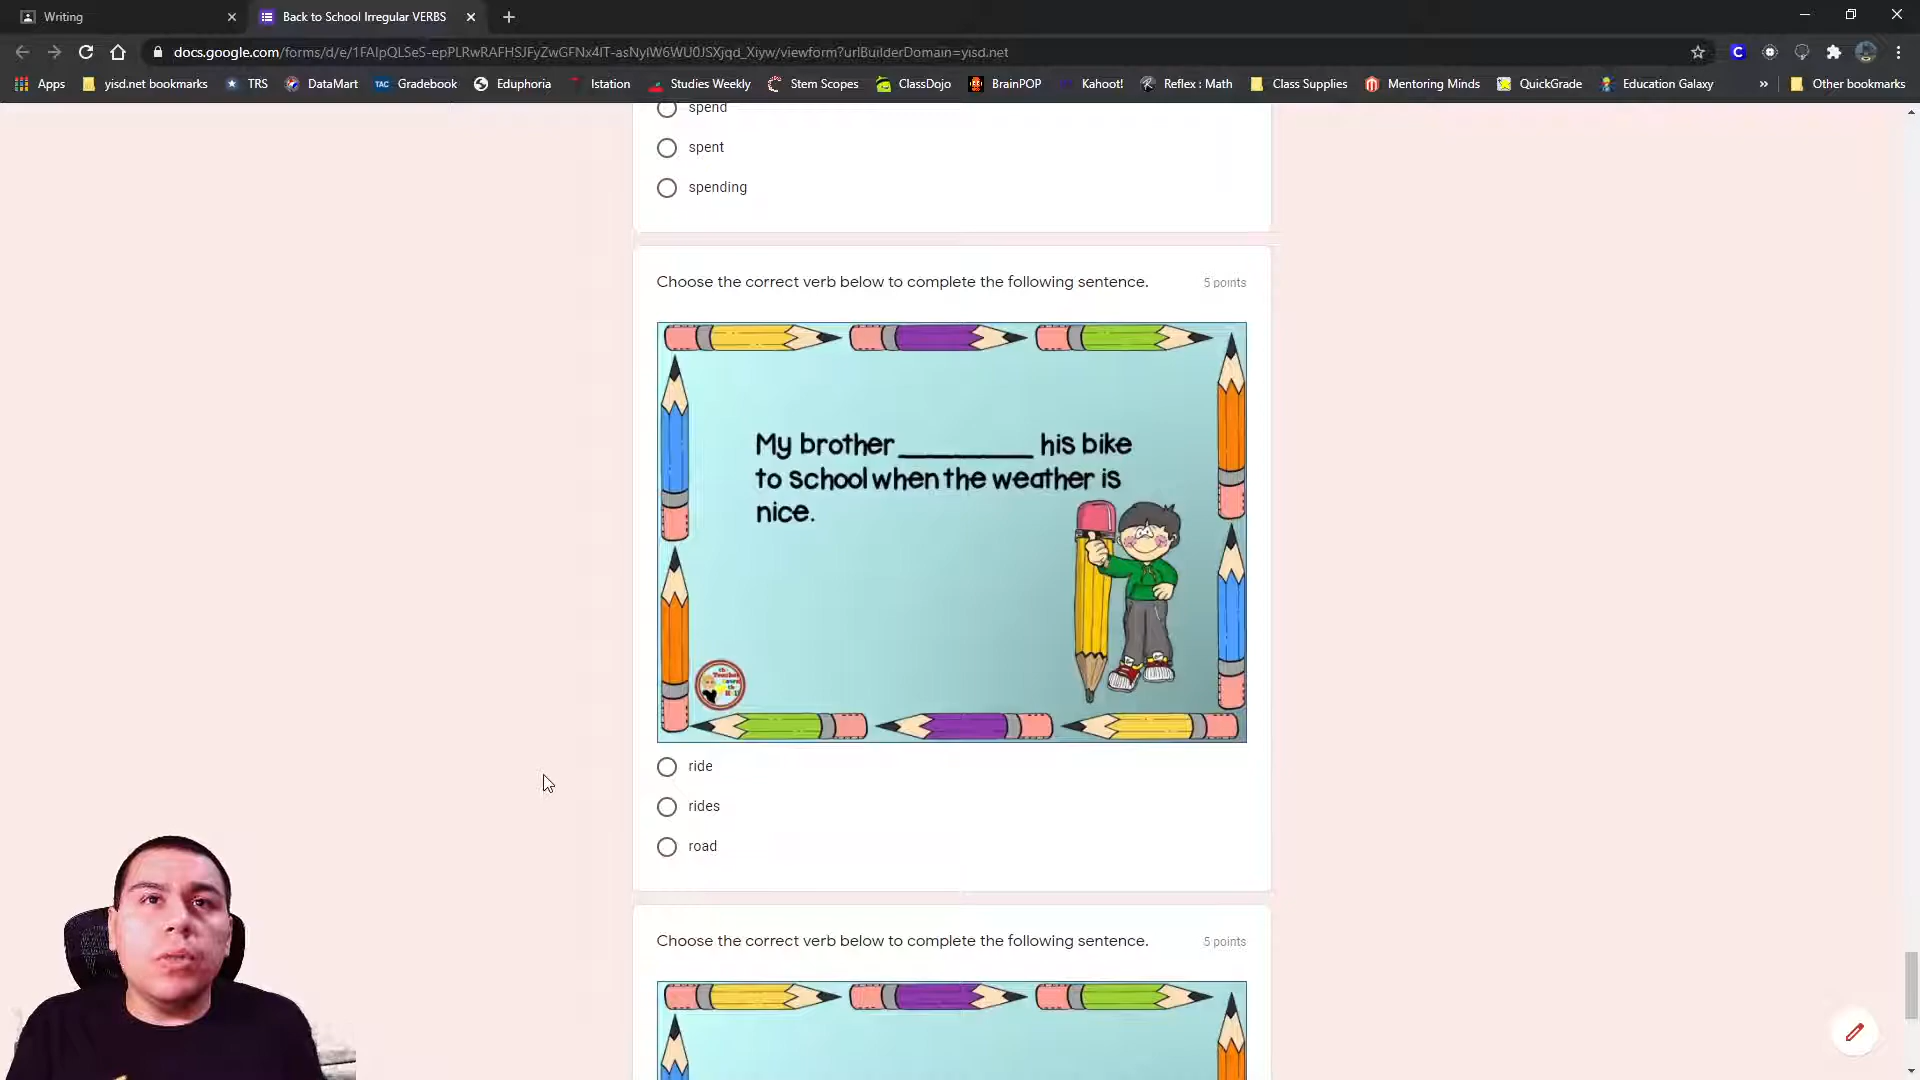 Writing
Back to School Irregular VERBS
docs.google.com/forms/d/e/1FAIpQLSeS-epPLRwRAFHSJFyZwGFNx4lT-asNylW6WU0JSXjqd_Xiyw/viewform?urlBuilderDomain=yisd.net
Apps yisd.net bookmarks TRS DataMart TAC Gradebook Eduphoria Istation Studies Weekly Stem Scopes ClassDojo BrainPOP Kahoot! Reflex : Math Class Supplies Mentoring Minds QuickGrade Education Galaxy » Other bookmarks
spend
spent
spending
Choose the correct verb below to complete the following sentence. 5 points
My brother __________ his bike
to school when the weather is
nice.
ride
rides
road
Choose the correct verb below to complete the following sentence. 5 points